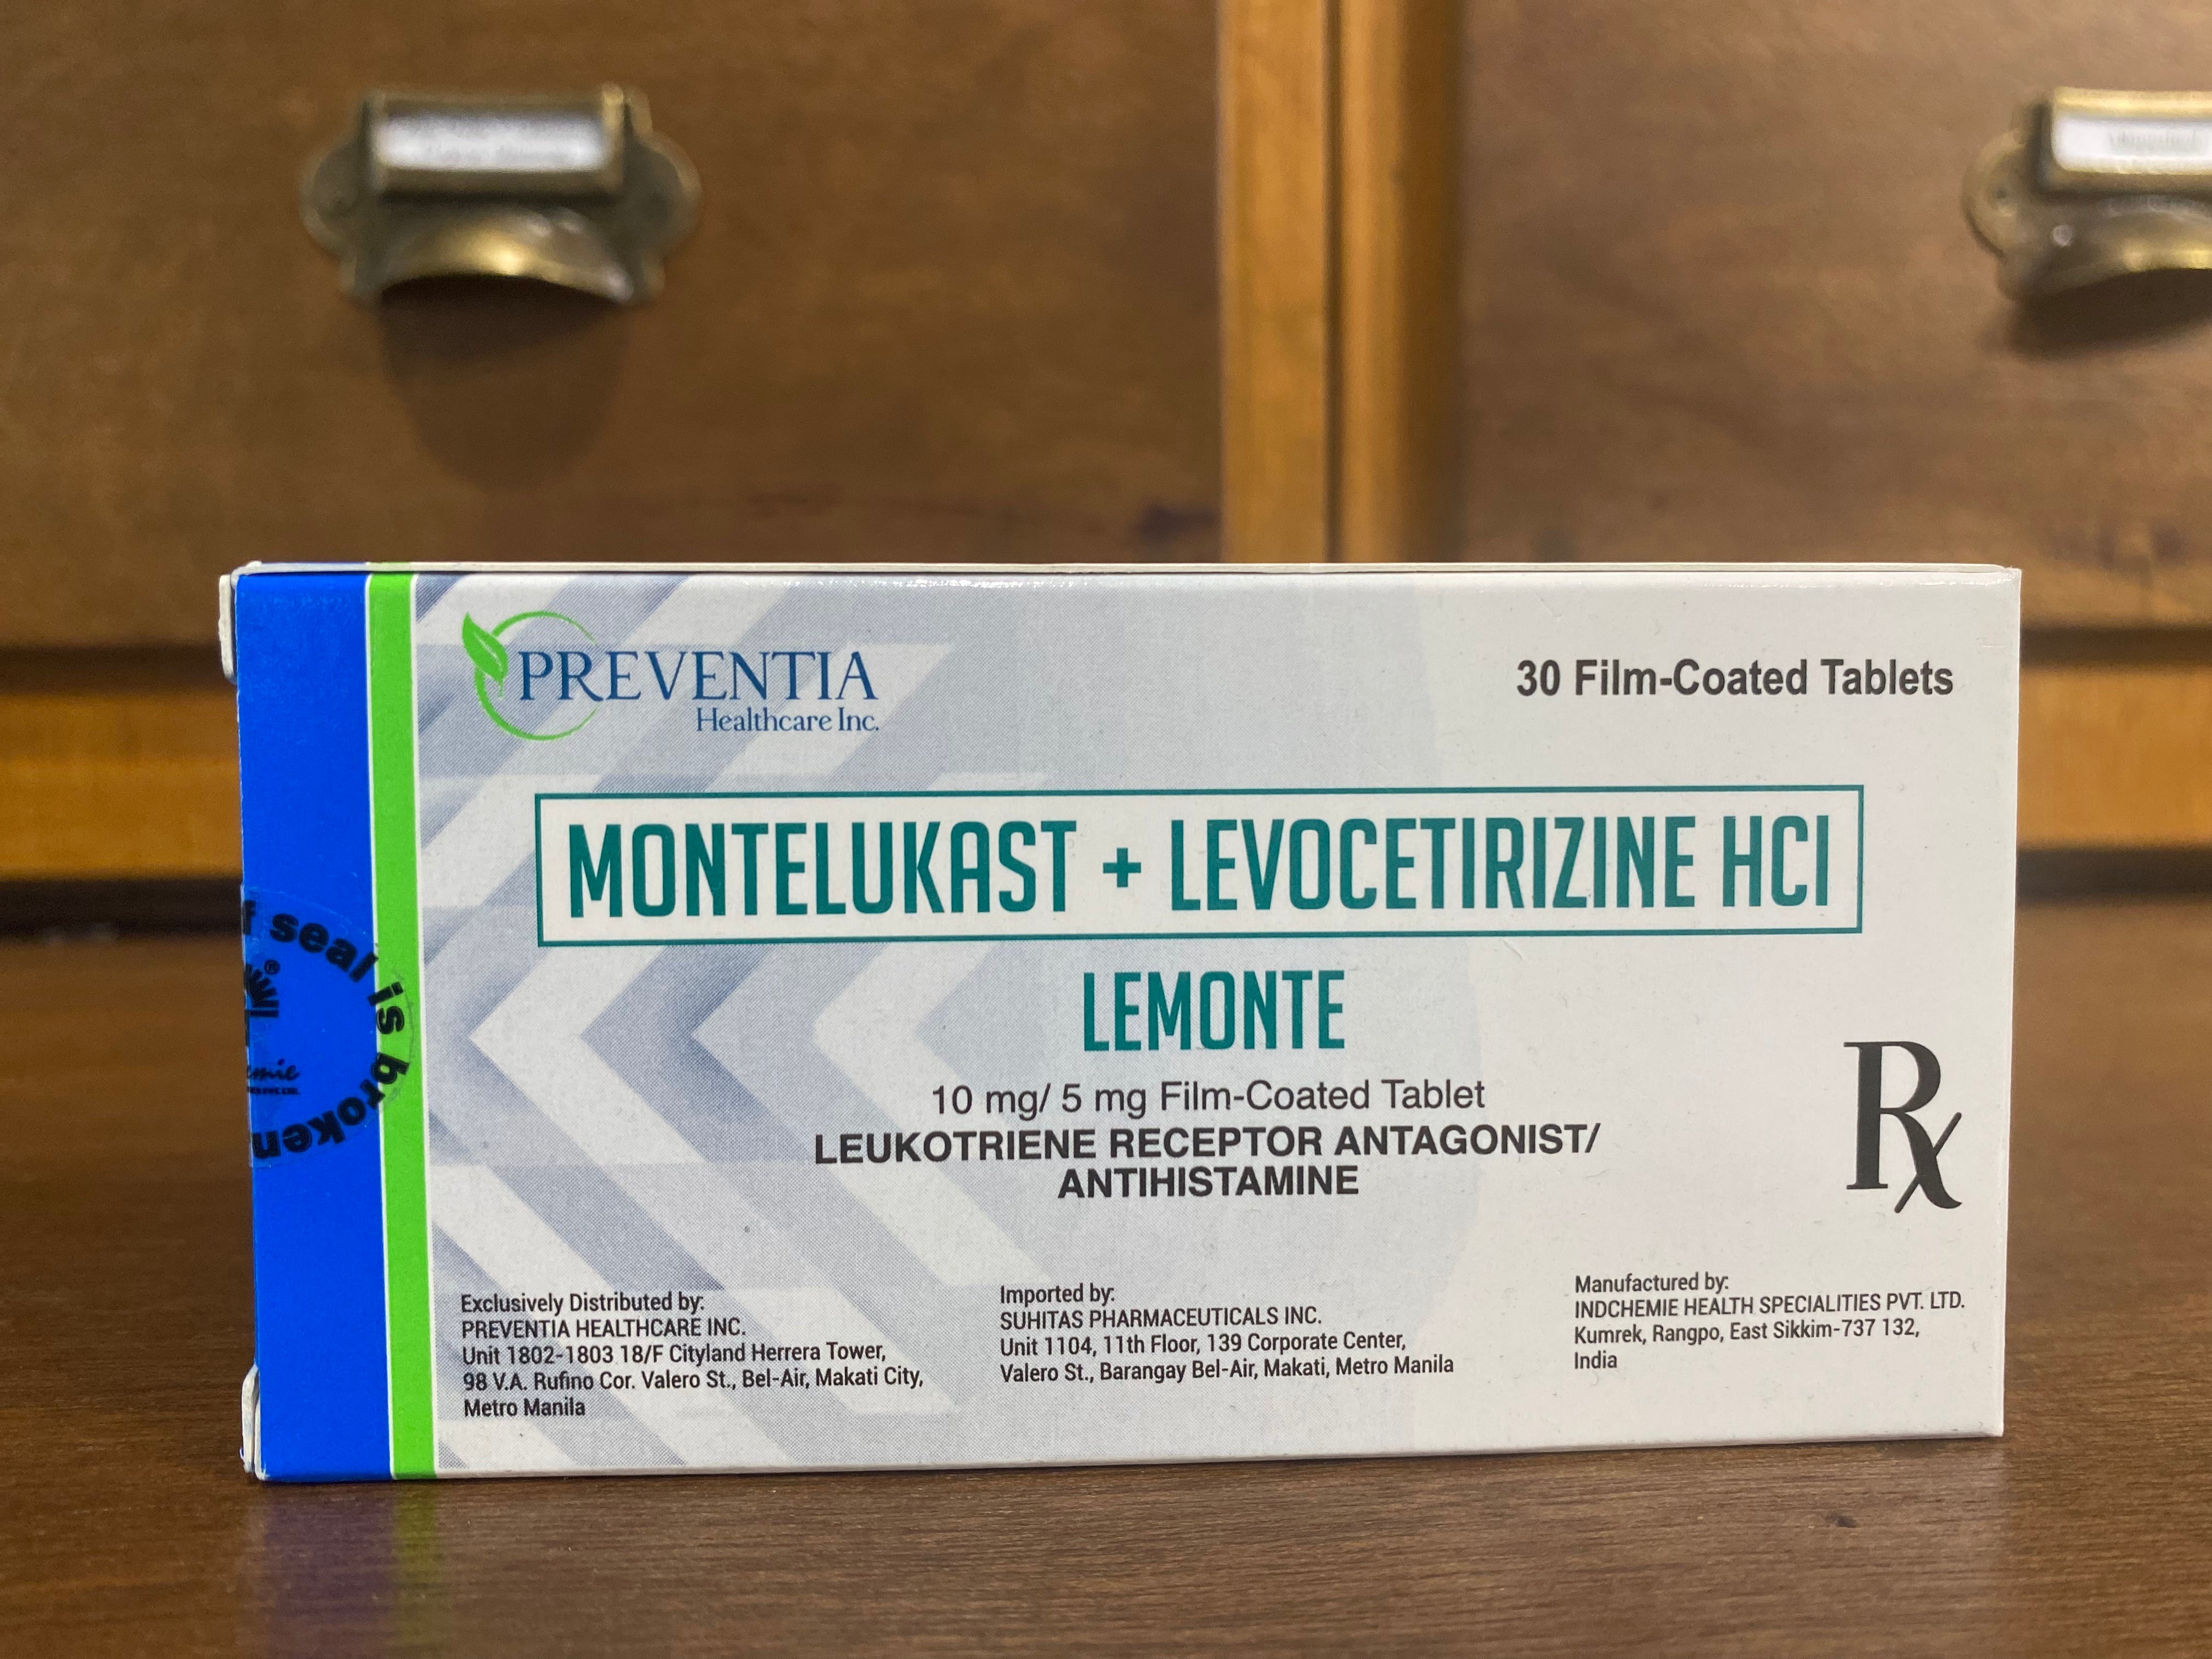 PREVENTIA
Healthcare Inc.
30 Film-Coated Tablets
MONTELUKAST + LEVOCETIRIZINE HCl
LEMONTE
10 mg/ 5 mg Film-Coated Tablet
LEUKOTRIENE RECEPTOR ANTAGONIST/
ANTIHISTAMINE
Rx
seal is broken
Exclusively Distributed by:
PREVENTIA HEALTHCARE INC.
Unit 1802-1803 18/F Cityland Herrera Tower,
98 V.A. Rufino Cor. Valero St., Bel-Air, Makati City,
Metro Manila
Imported by:
SUHITAS PHARMACEUTICALS INC.
Unit 1104, 11th Floor, 139 Corporate Center,
Valero St., Barangay Bel-Air, Makati, Metro Manila
Manufactured by:
INDCHEMIE HEALTH SPECIALITIES PVT. LTD.
Kumrek, Rangpo, East Sikkim-737 132,
India